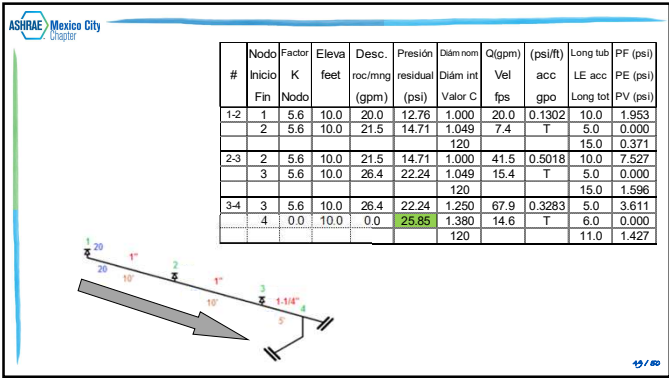 ASHRAE Mexico City
Chapter
Nodo Factor Eleva Desc. Presión Diám nom Q(gpm) (psi/ft) Long tub PF (psi)
# Inicio K feet roc/mng residual Diám int Vel acc LE acc PE (psi)
Fin Nodo (gpm) (psi) Valor C fps gpo Long tot PV (psi)
1-2 1 5.6 10.0 20.0 12.76 1.000 20.0 0.1302 10.0 1.953
2 5.6 10.0 21.5 14.71 1.049 7.4 T 5.0 0.000
120 15.0 0.371
2-3 2 5.6 10.0 21.5 14.71 1.000 41.5 0.5018 10.0 7.527
3 5.6 10.0 26.4 22.24 1.049 15.4 T 5.0 0.000
120 15.0 1.596
3-4 3 5.6 10.0 26.4 22.24 1.250 67.9 0.3283 5.0 3.611
4 0.0 10.0 0.0 25.85 1.380 14.6 T 6.0 0.000
120 11.0 1.427
1 20
20 1"
10'
2
1"
10'
3
1-1/4"
4
5'
49/50